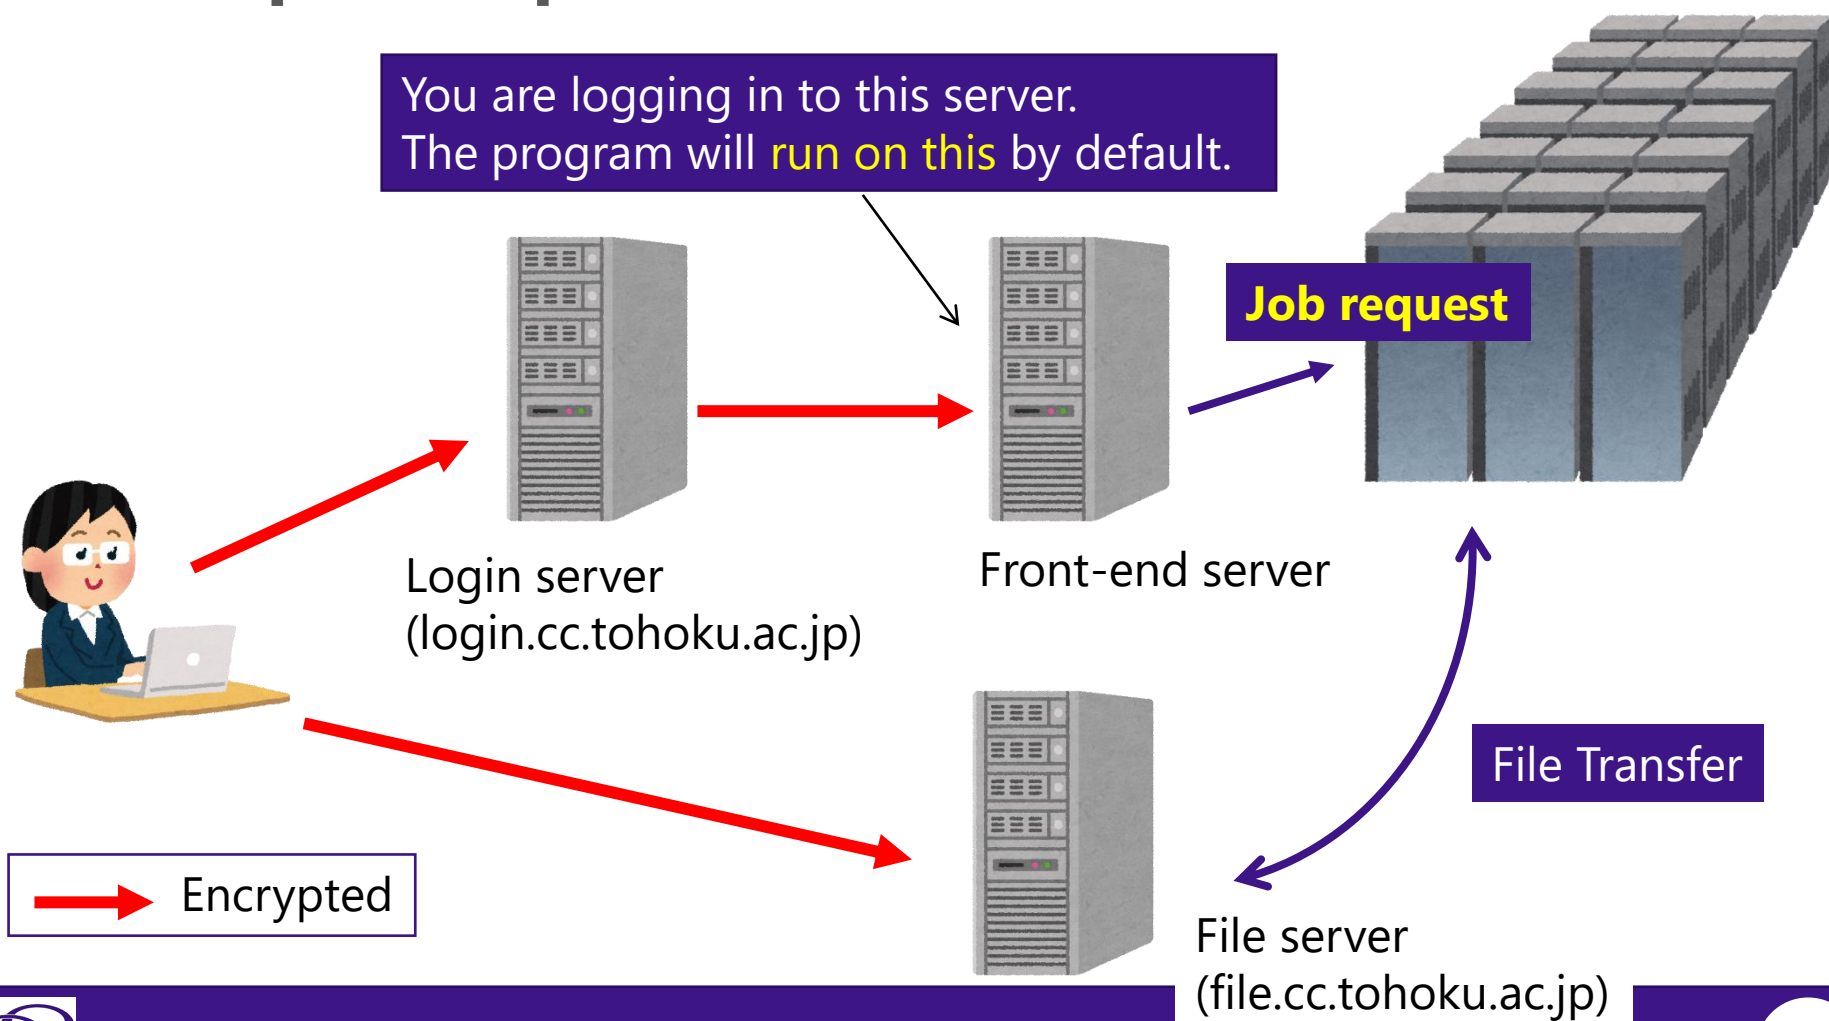 You are logging in to this server.
The program will run on this by default.
Job request
Login server
(login.cc.tohoku.ac.jp)
Front-end server
File Transfer
Encrypted
File server
(file.cc.tohoku.ac.jp)